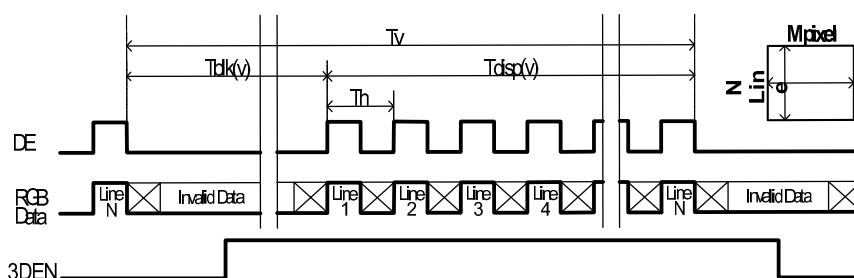 Tv
Mpixel
Tblk(v)
Tdisp(v)
N
Lin
e
Th
DE
RGB
Data
Line
N
Invalid Data
Line
1
Line
2
Line
3
Line
4
Line
N
Invalid Data
3DEN